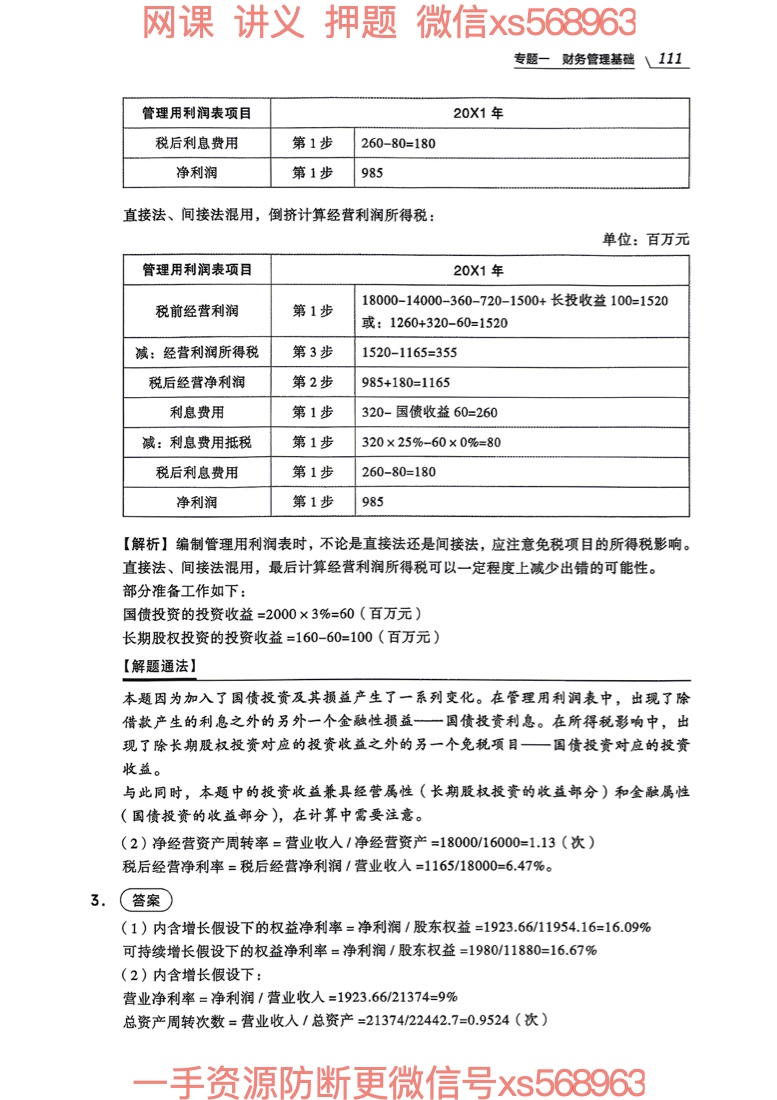 网课 讲义 押题 微信xs568963
专题一 财务管理基础 111
管理用利润表项目 20X1 年
税后利息费用 第 1 步 260-80=180
净利润 第 1 步 985
直接法、间接法混用，倒挤计算经营利润所得税：
单位：百万元
管理用利润表项目 20X1 年
税前经营利润 第 1 步 18000-14000-360-720-1500+ 长投收益 100=1520
或：1260+320-60=1520
减：经营利润所得税 第 3 步 1520-1165=355
税后经营净利润 第 2 步 985+180=1165
利息费用 第 1 步 320- 国债收益 60=260
减：利息费用抵税 第 1 步 320×25%-60×0%=80
税后利息费用 第 1 步 260-80=180
净利润 第 1 步 985
【解析】编制管理用利润表时，不论是直接法还是间接法，应注意免税项目的所得税影响。
直接法、间接法混用，最后计算经营利润所得税可以一定程度上减少出错的可能性。
部分准备工作如下：
国债投资的投资收益 =2000×3%=60（百万元）
长期股权投资的投资收益 =160-60=100（百万元）
【解题通法】
本题因为加入了国债投资及其损益产生了一系列变化。在管理用利润表中，出现了除
借款产生的利息之外的另外一个金融性损益——国债投资利息。在所得税影响中，出
现了除长期股权投资对应的投资收益之外的另一个免税项目——国债投资对应的投资
收益。
与此同时，本题中的投资收益兼具经营属性（长期股权投资的收益部分）和金融属性
（国债投资的收益部分），在计算中需要注意。
（2）净经营资产周转率 = 营业收入 / 净经营资产 =18000/16000=1.13（次）
税后经营净利率 = 税后经营净利润 / 营业收入 =1165/18000=6.47%。
3. 答案
（1）内含增长假设下的权益净利率 = 净利润 / 股东权益 =1923.66/11954.16=16.09%
可持续增长假设下的权益净利率 = 净利润 / 股东权益 =1980/11880=16.67%
（2）内含增长假设下：
营业净利率 = 净利润 / 营业收入 =1923.66/21374=9%
总资产周转次数 = 营业收入 / 总资产 =21374/22442.7=0.9524（次）
一手资源防断更微信号xs568963